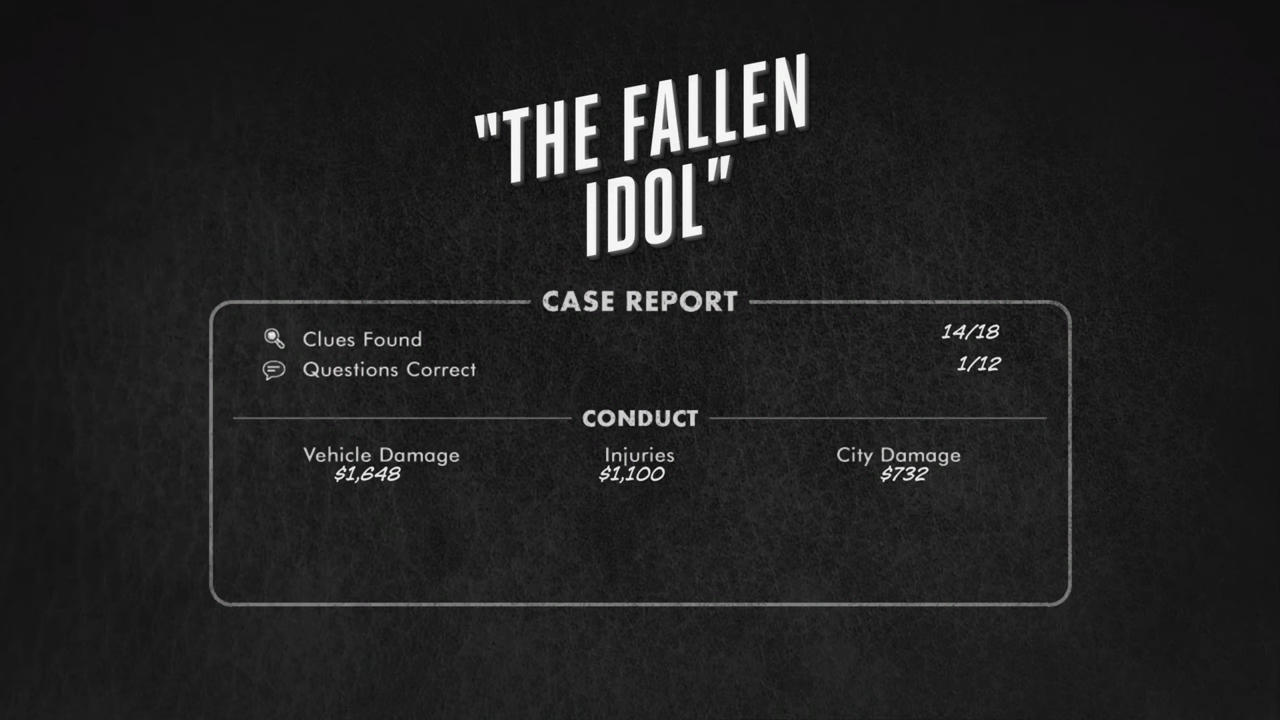 "THE FALLEN
IDOL"
CASE REPORT
Clues Found 14/18
Questions Correct 1/12
CONDUCT
Vehicle Damage Injuries City Damage
$1,648 $1,100 $732